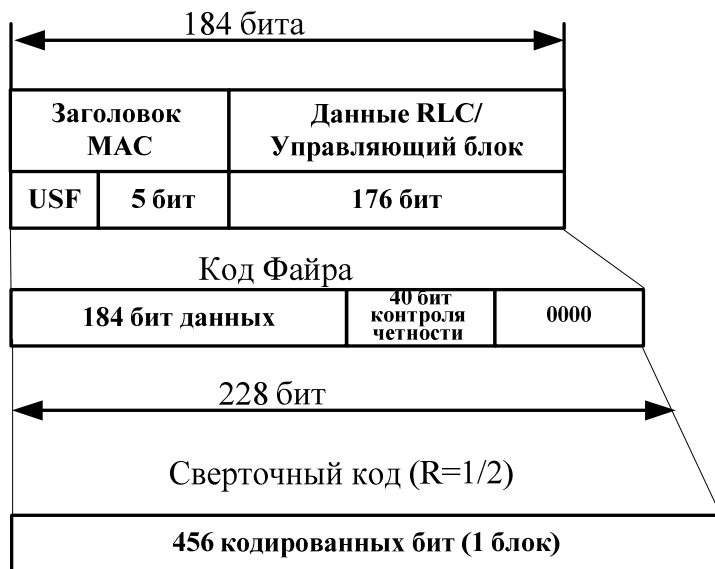 184 бита
Заголовок
MAC
Данные RLC/
Управляющий блок
USF
5 бит
176 бит
Код Файра
184 бит данных
40 бит
контроля
четности
0000
228 бит
Сверточный код (R=1/2)
456 кодированных бит (1 блок)